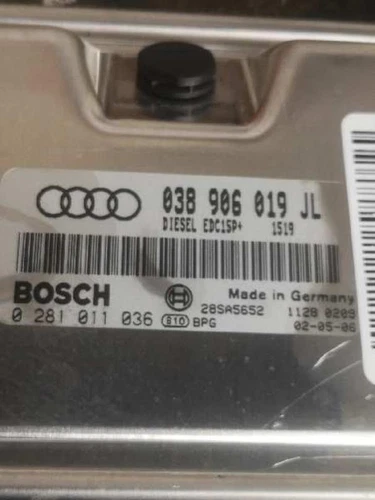 038 906 019 JL
DIESEL EDC15P+ 1519
BOSCH
Made in Germany
0 281 011 036 810 BPG 28SA5652 1128 0209
02-05-06